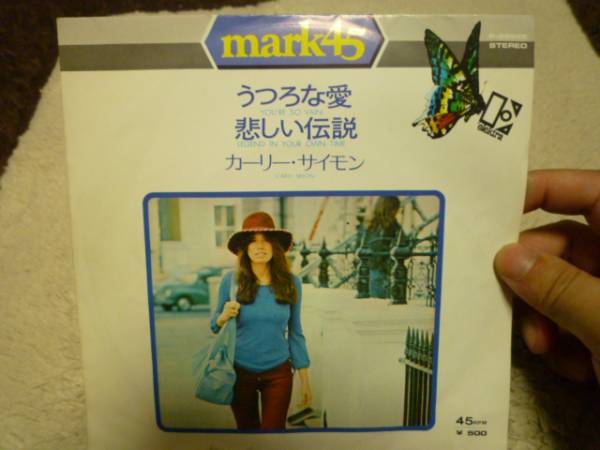 mark45
STEREO
うつろな愛
YOU'RE SO VAIN
悲しい伝説
LEGEND IN YOUR OWN TIME
カーリー・サイモン
CARLY SIMON
elektra
45RPM
¥ 500